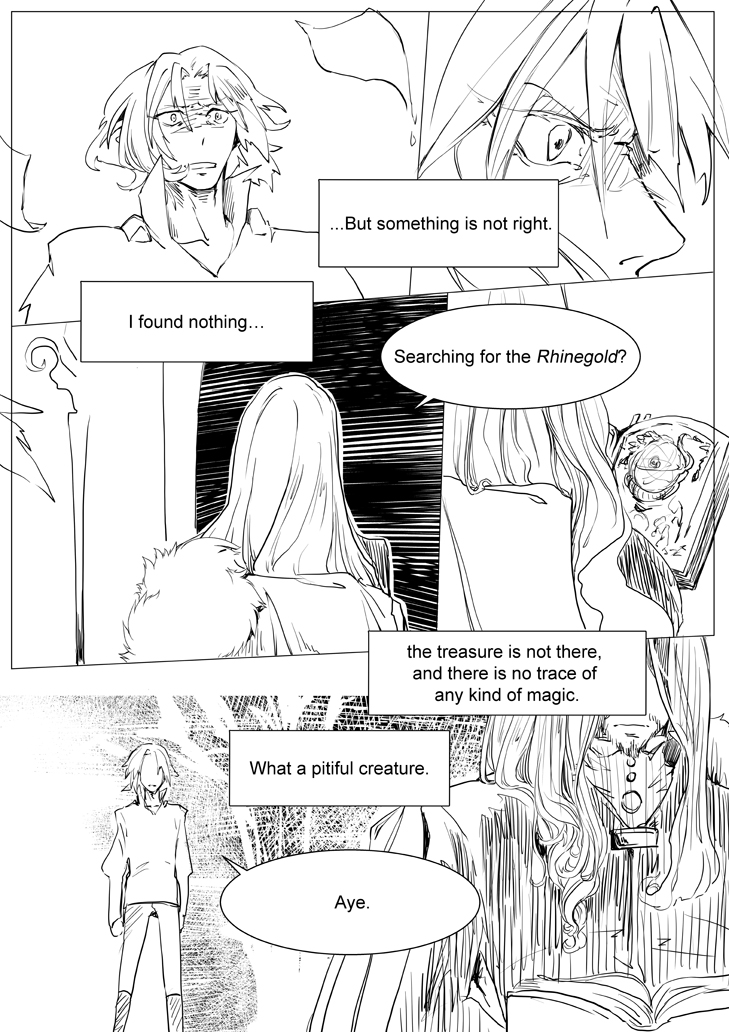 ...But something is not right.
I found nothing...
Searching for the Rhinegold?
the treasure is not there,
and there is no trace of
any kind of magic.
What a pitiful creature.
Aye.